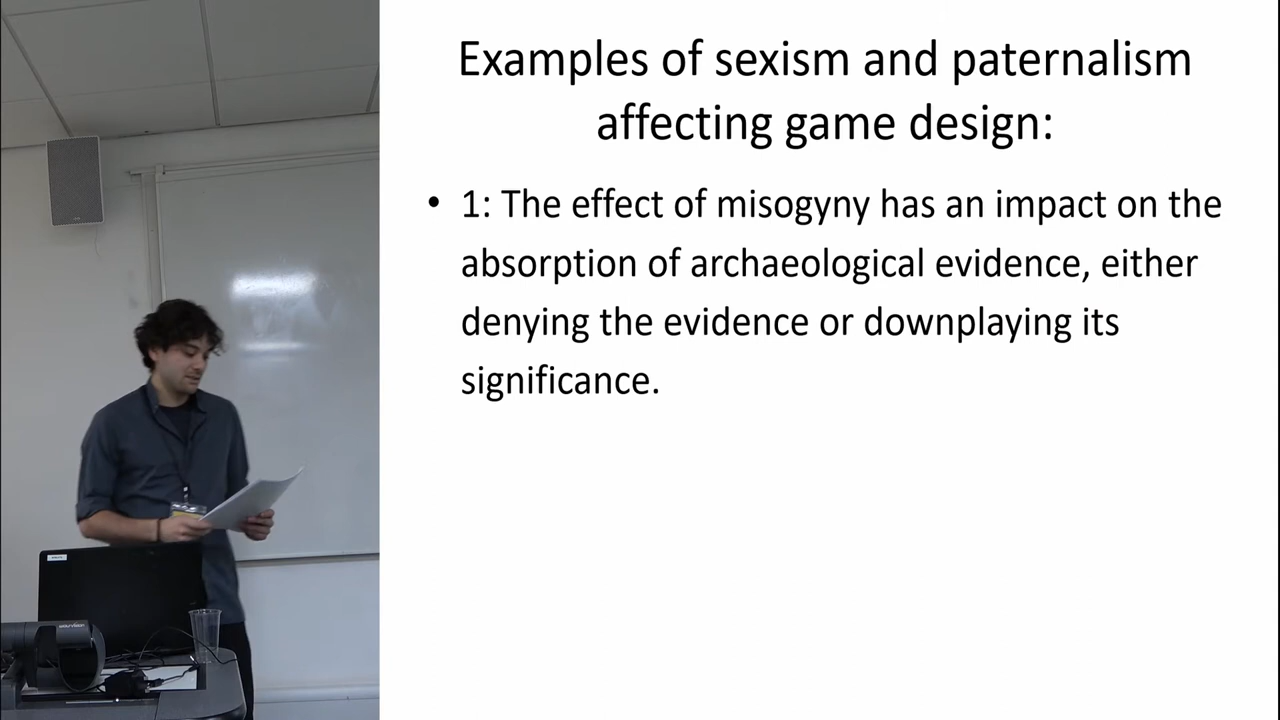 Examples of sexism and paternalism
affecting game design:
• 1: The effect of misogyny has an impact on the
absorption of archaeological evidence, either
denying the evidence or downplaying its
significance.